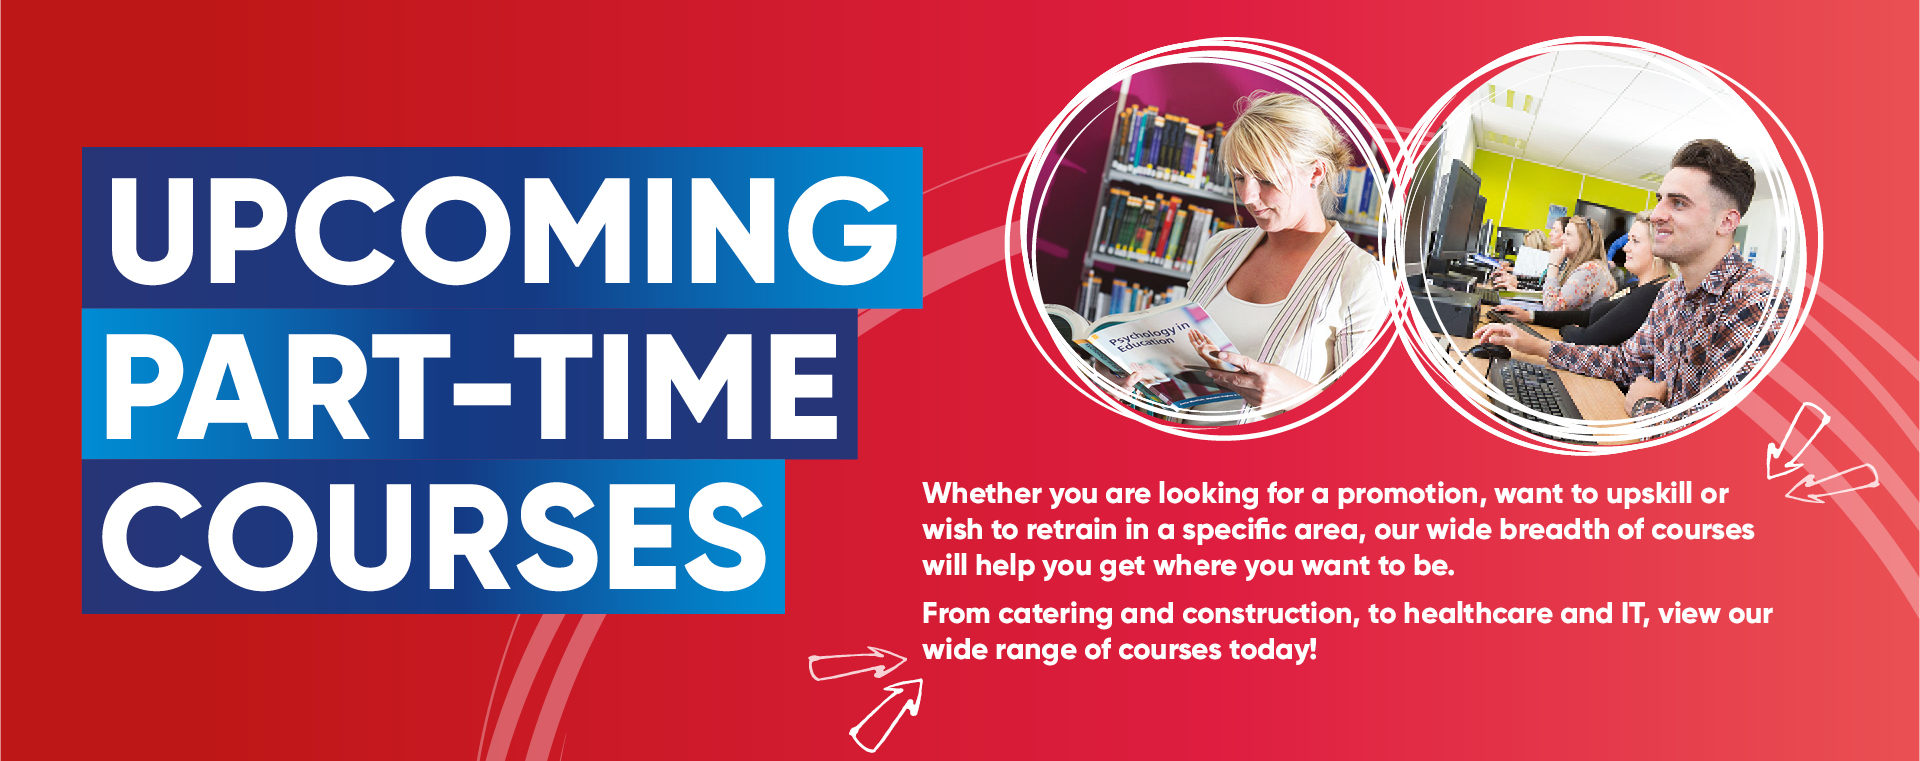 UPCOMING
PART-TIME
COURSES
Psychology in
Education
Whether you are looking for a promotion, want to upskill or
wish to retrain in a specific area, our wide breadth of courses
will help you get where you want to be.
From catering and construction, to healthcare and IT, view our
wide range of courses today!